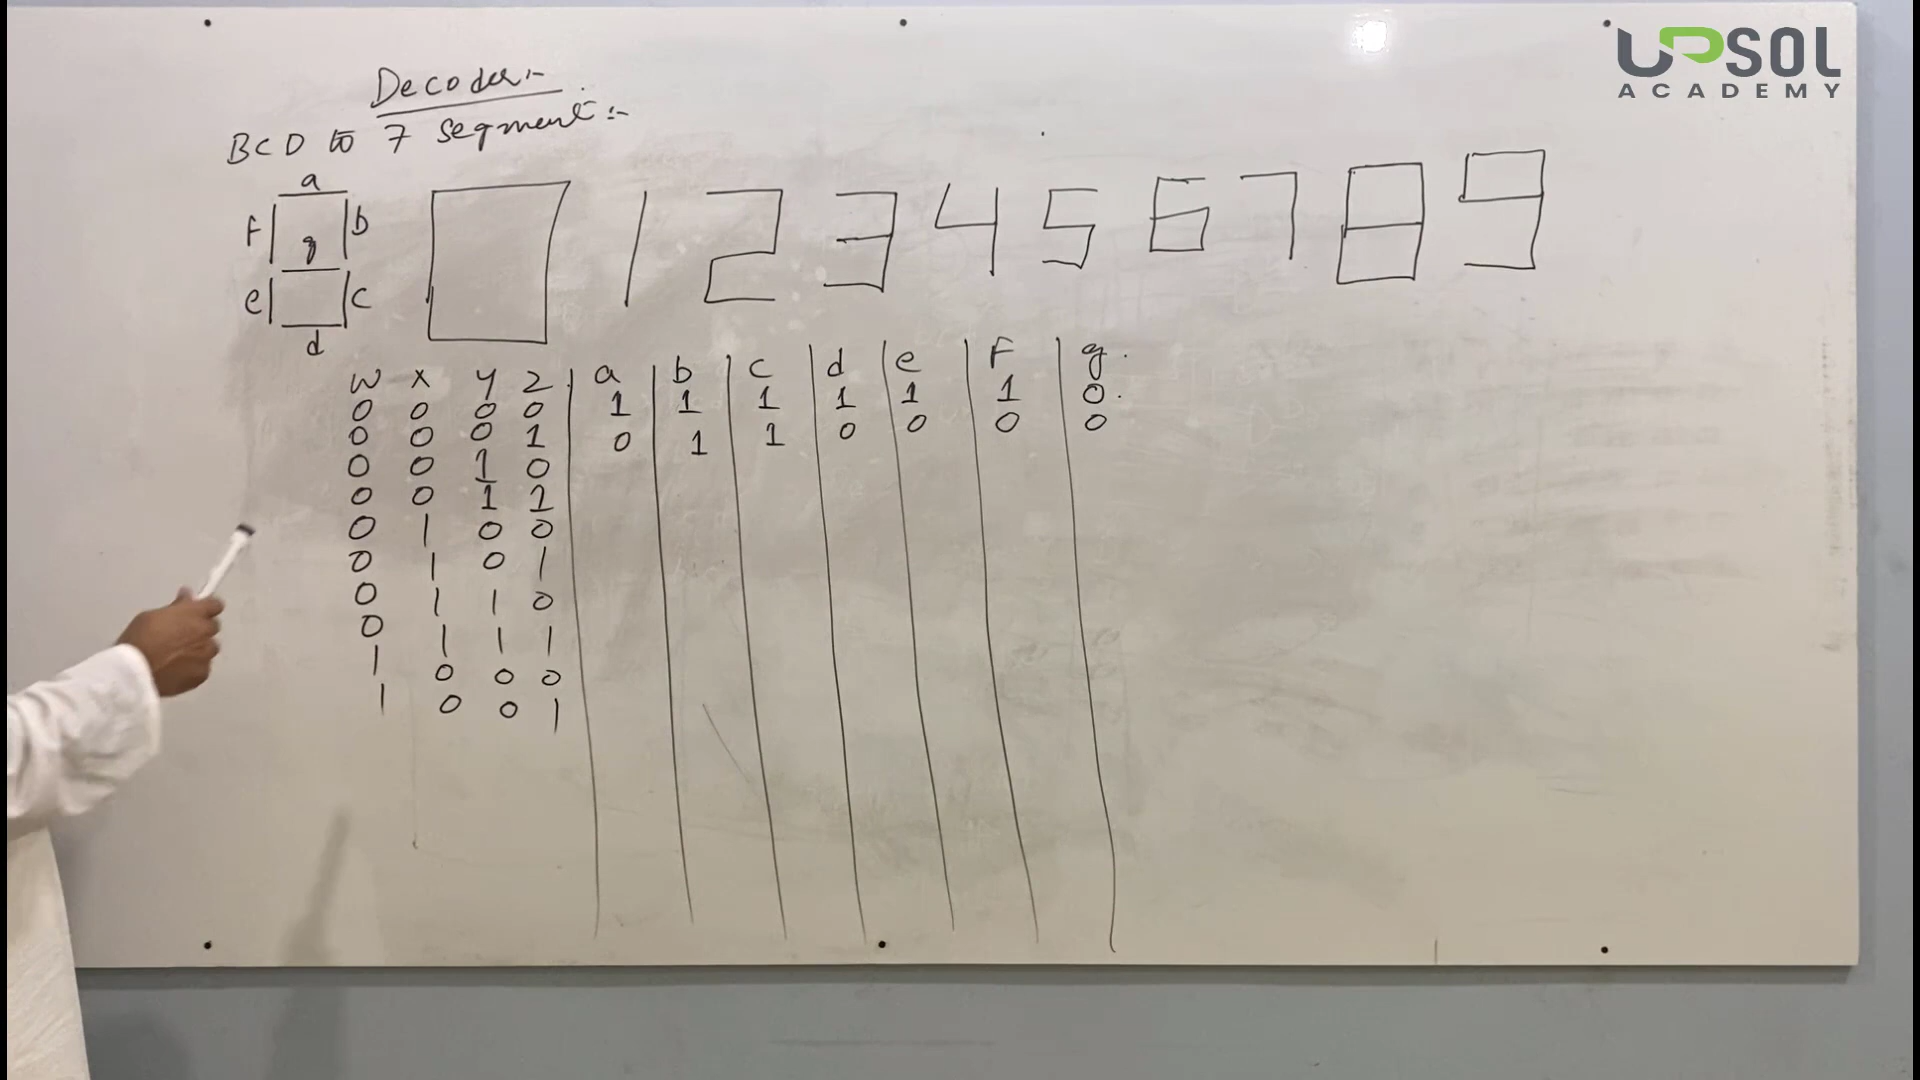 UPSOL
ACADEMY
Decoder:-
BCD to 7 segment:-
a
f b
g
e c
d
0 1 2 3 4 5 6 7 8 9
W X Y Z a b c d e F g
0 0 0 0 1 1 1 1 1 1 0
0 0 0 1 0 1 1 0 0 0 0
0 0 1 0
0 0 1 1
0 1 0 0
0 1 0 1
0 1 1 0
0 1 1 1
1 0 0 0
1 0 0 1